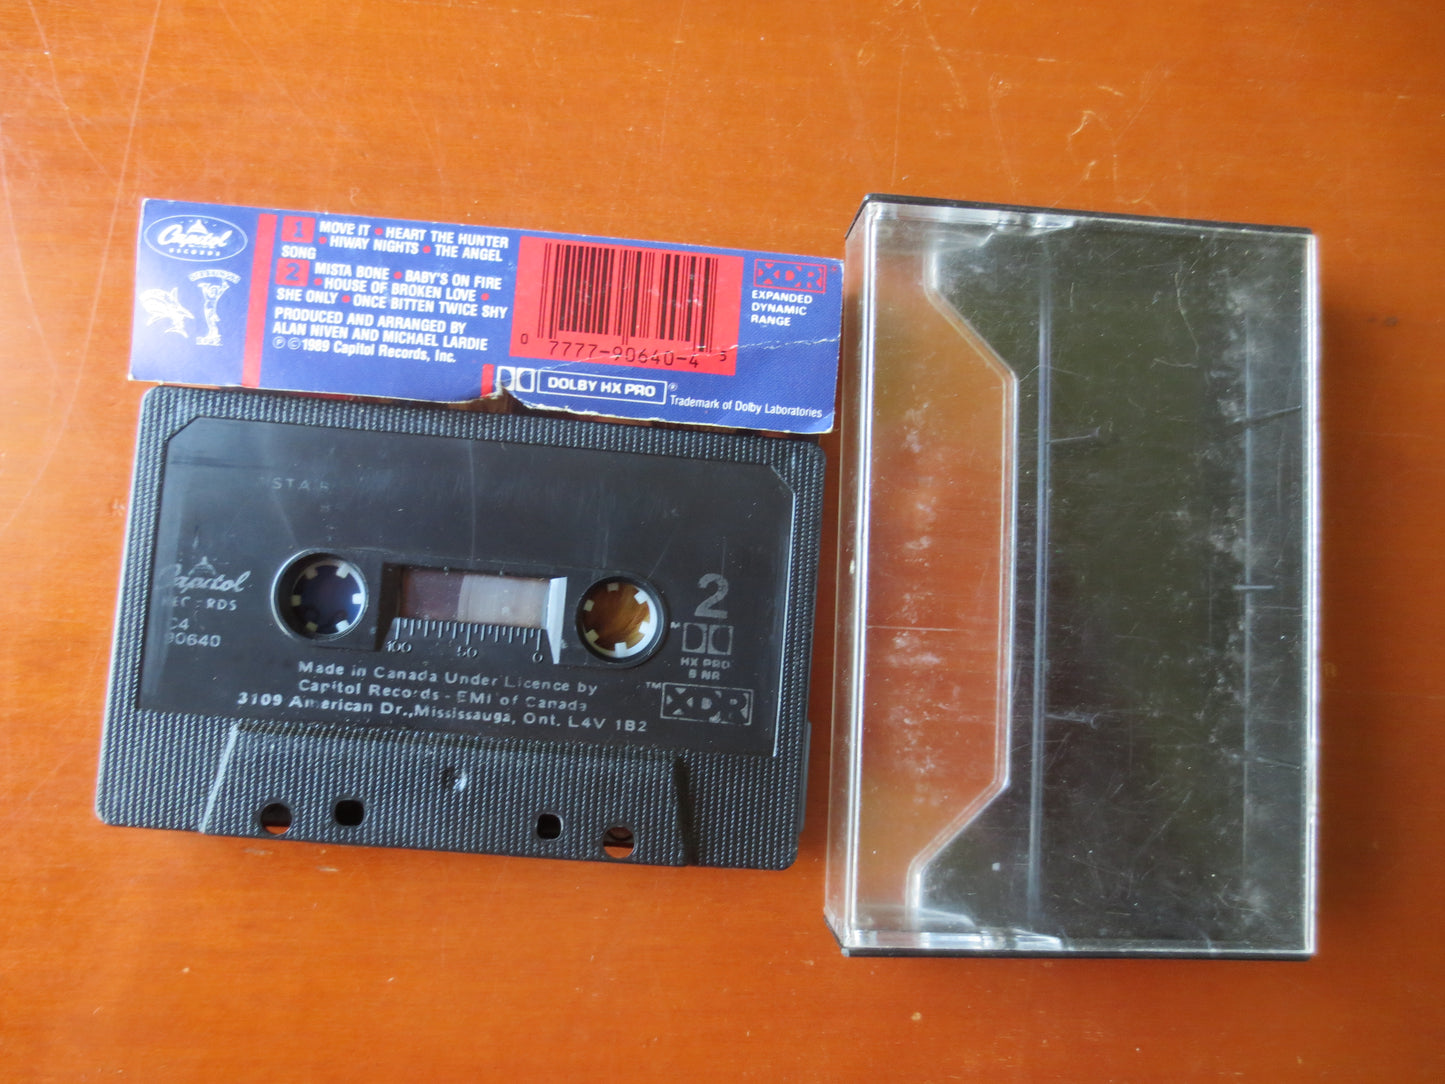 Capitol
RECORDS
1 MOVE IT • HEART THE HUNTER
• HIWAY NIGHTS • THE ANGEL
SONG
2 MISTA BONE • BABY'S ON FIRE
• HOUSE OF BROKEN LOVE •
SHE ONLY • ONCE BITTEN TWICE SHY
PRODUCED AND ARRANGED BY
ALAN NIVEN AND MICHAEL LARDIE
℗©1989 Capitol Records, Inc.
0 7777-90640-4 5
XDR
EXPANDED
DYNAMIC
RANGE
DOLBY HX PRO ®
Trademark of Dolby Laboratories
Capitol
RECORDS
C4
90640
100 50 0
2
HX PRO
B NR
Made in Canada Under Licence by
Capitol Records - EMI of Canada
3109 American Dr.,Mississauga, Ont. L4V 1B2
™XDR